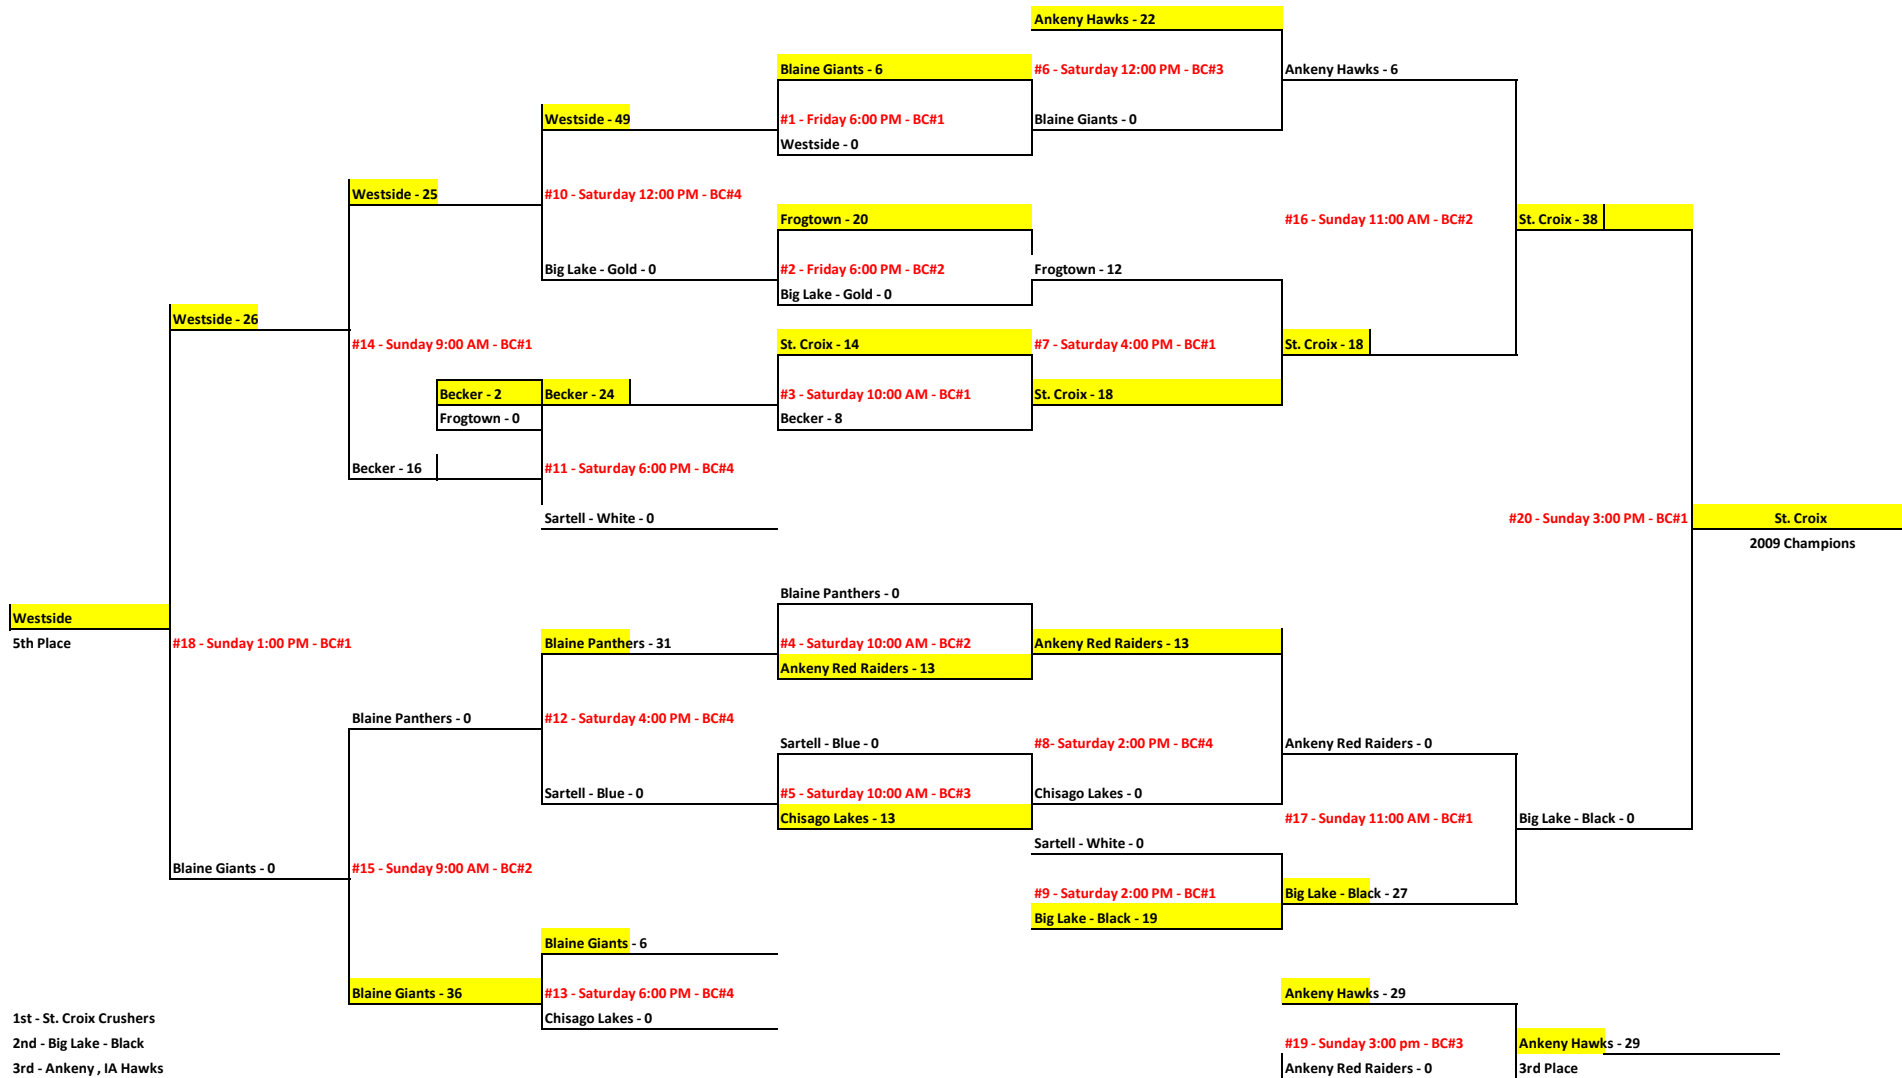 Ankeny Hawks - 22
Blaine Giants - 6
#6 - Saturday 12:00 PM - BC#3
Ankeny Hawks - 6
Westside - 49
#1 - Friday 6:00 PM - BC#1
Blaine Giants - 0
Westside - 0
Westside - 25
#10 - Saturday 12:00 PM - BC#4
Frogtown - 20
#16 - Sunday 11:00 AM - BC#2
St. Croix - 38
Big Lake - Gold - 0
#2 - Friday 6:00 PM - BC#2
Frogtown - 12
Big Lake - Gold - 0
Westside - 26
#14 - Sunday 9:00 AM - BC#1
St. Croix - 14
#7 - Saturday 4:00 PM - BC#1
St. Croix - 18
Becker - 2
Becker - 24
#3 - Saturday 10:00 AM - BC#1
St. Croix - 18
Frogtown - 0
Becker - 8
Becker - 16
#11 - Saturday 6:00 PM - BC#4
Sartell - White - 0
#20 - Sunday 3:00 PM - BC#1
St. Croix
2009 Champions
Blaine Panthers - 0
Westside
5th Place
#18 - Sunday 1:00 PM - BC#1
Blaine Panthers - 31
#4 - Saturday 10:00 AM - BC#2
Ankeny Red Raiders - 13
Ankeny Red Raiders - 13
Blaine Panthers - 0
#12 - Saturday 4:00 PM - BC#4
Sartell - Blue - 0
#8- Saturday 2:00 PM - BC#4
Ankeny Red Raiders - 0
Sartell - Blue - 0
#5 - Saturday 10:00 AM - BC#3
Chisago Lakes - 0
Chisago Lakes - 13
#17 - Sunday 11:00 AM - BC#1
Big Lake - Black - 0
Sartell - White - 0
Blaine Giants - 0
#15 - Sunday 9:00 AM - BC#2
#9 - Saturday 2:00 PM - BC#1
Big Lake - Black - 27
Big Lake - Black - 19
Blaine Giants - 6
Blaine Giants - 36
#13 - Saturday 6:00 PM - BC#4
Ankeny Hawks - 29
1st - St. Croix Crushers
Chisago Lakes - 0
2nd - Big Lake - Black
#19 - Sunday 3:00 pm - BC#3
Ankeny Hawks - 29
3rd - Ankeny , IA Hawks
Ankeny Red Raiders - 0
3rd Place